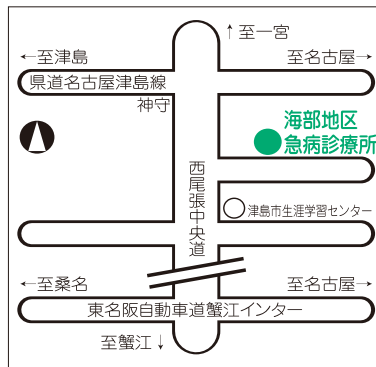 ↑至一宮
←至津島
至名古屋→
県道名古屋津島線
神守
海部地区
急病診療所
西尾張中央道
津島市生涯学習センター
←至桑名
至名古屋→
東名阪自動車道蟹江インター
至蟹江↓